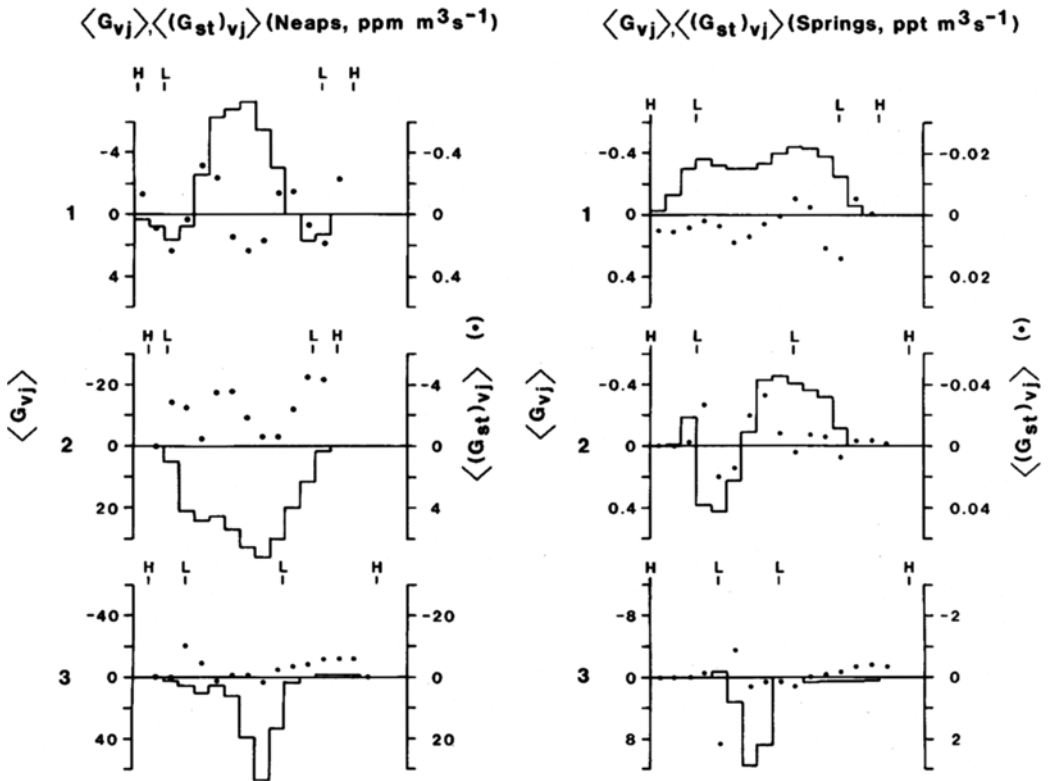 ⟨G_vj⟩,⟨(G_st)_vj⟩ (Neaps, ppm m³s⁻¹)
H L L H
-4 -0.4
1 0 0
4 0.4
H L L H
-20 -4
2 0 0
20 4
⟨G_vj⟩
⟨(G_st)_vj⟩ (•)
H L L H
-40 -20
3 0 0
40 20
⟨G_vj⟩,⟨(G_st)_vj⟩ (Springs, ppt m³s⁻¹)
H L L H
-0.4 -0.02
1 0 0
0.4 0.02
H L L H
-0.4 -0.04
2 0 0
0.4 0.04
⟨G_vj⟩
⟨(G_st)_vj⟩ (•)
H L L H
-8 -2
3 0 0
8 2